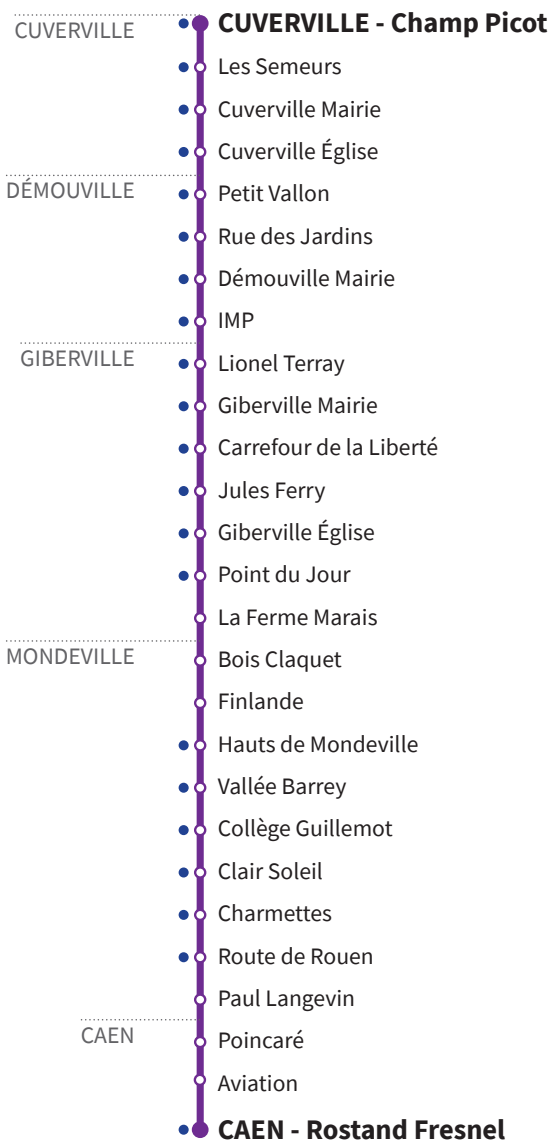 CUVERVILLE
CUVERVILLE - Champ Picot
Les Semeurs
Cuverville Mairie
Cuverville Église
DÉMOUVILLE
Petit Vallon
Rue des Jardins
Démouville Mairie
IMP
GIBERVILLE
Lionel Terray
Giberville Mairie
Carrefour de la Liberté
Jules Ferry
Giberville Église
Point du Jour
La Ferme Marais
MONDEVILLE
Bois Claquet
Finlande
Hauts de Mondeville
Vallée Barrey
Collège Guillemot
Clair Soleil
Charmettes
Route de Rouen
Paul Langevin
CAEN
Poincaré
Aviation
CAEN - Rostand Fresnel